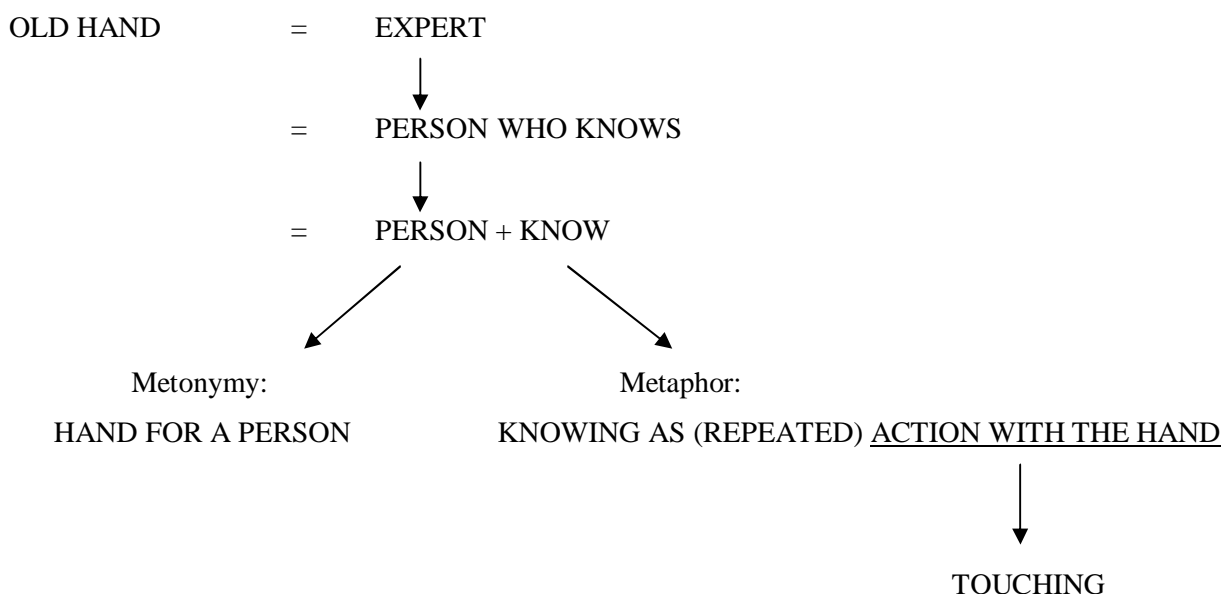 OLD HAND = EXPERT
= PERSON WHO KNOWS
= PERSON + KNOW
Metonymy: Metaphor:
HAND FOR A PERSON KNOWING AS (REPEATED) ACTION WITH THE HAND
TOUCHING